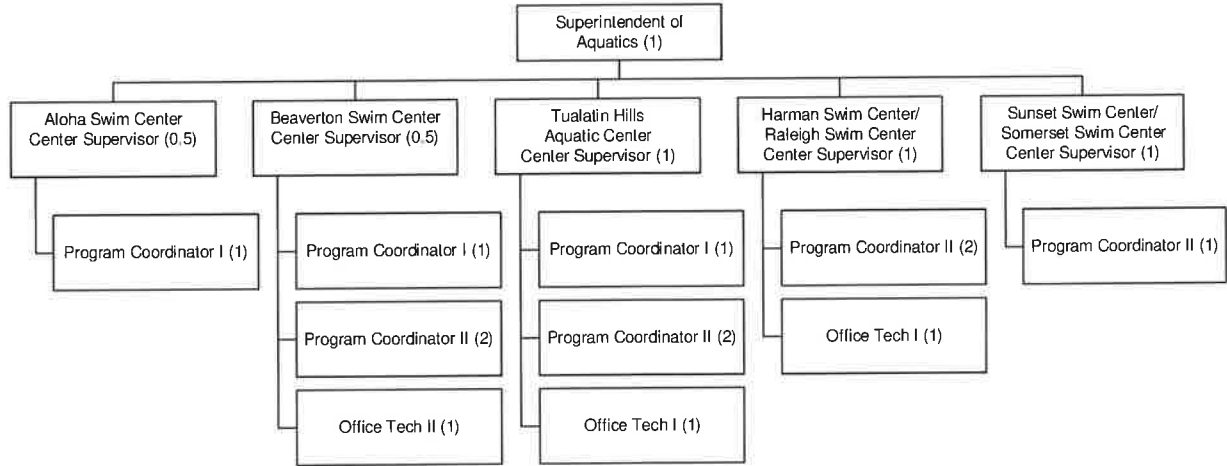 Superintendent of
Aquatics (1)
Aloha Swim Center
Center Supervisor (0.5)
Beaverton Swim Center
Center Supervisor (0.5)
Tualatin Hills
Aquatic Center
Center Supervisor (1)
Harman Swim Center/
Raleigh Swim Center
Center Supervisor (1)
Sunset Swim Center/
Somerset Swim Center
Center Supervisor (1)
Program Coordinator I (1)
Program Coordinator I (1)
Program Coordinator I (1)
Program Coordinator II (2)
Program Coordinator II (1)
Program Coordinator II (2)
Program Coordinator II (2)
Office Tech I (1)
Office Tech II (1)
Office Tech I (1)